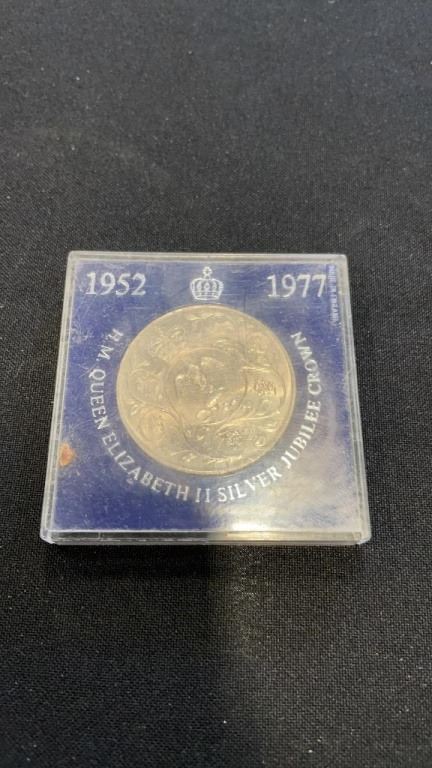 1952 1977
H.M. QUEEN ELIZABETH II SILVER JUBILEE CROWN